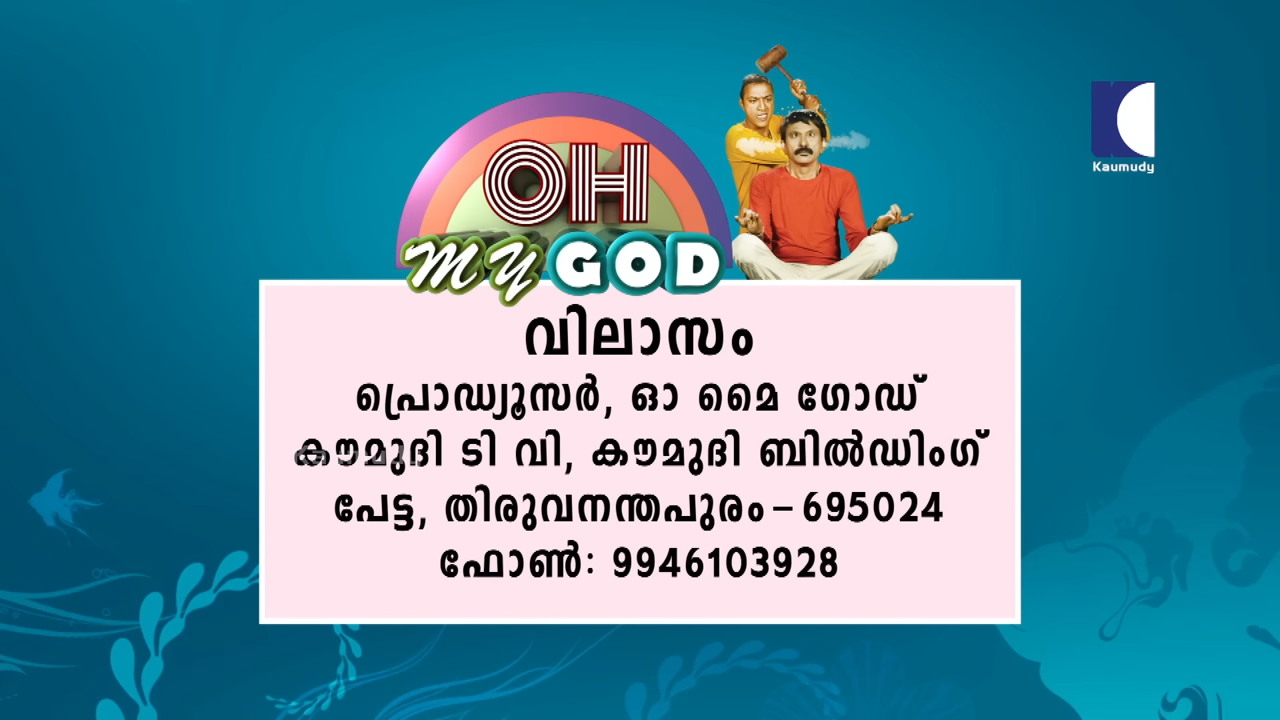 OH
MY GOD
Kaumudy
വിലാസം
പ്രൊഡ്യൂസർ, ഓ മൈ ഗോഡ്
കൗമുദി ടി വി, കൗമുദി ബിൽഡിംഗ്
പേട്ട, തിരുവനന്തപുരം - 695024
ഫോൺ: 9946103928